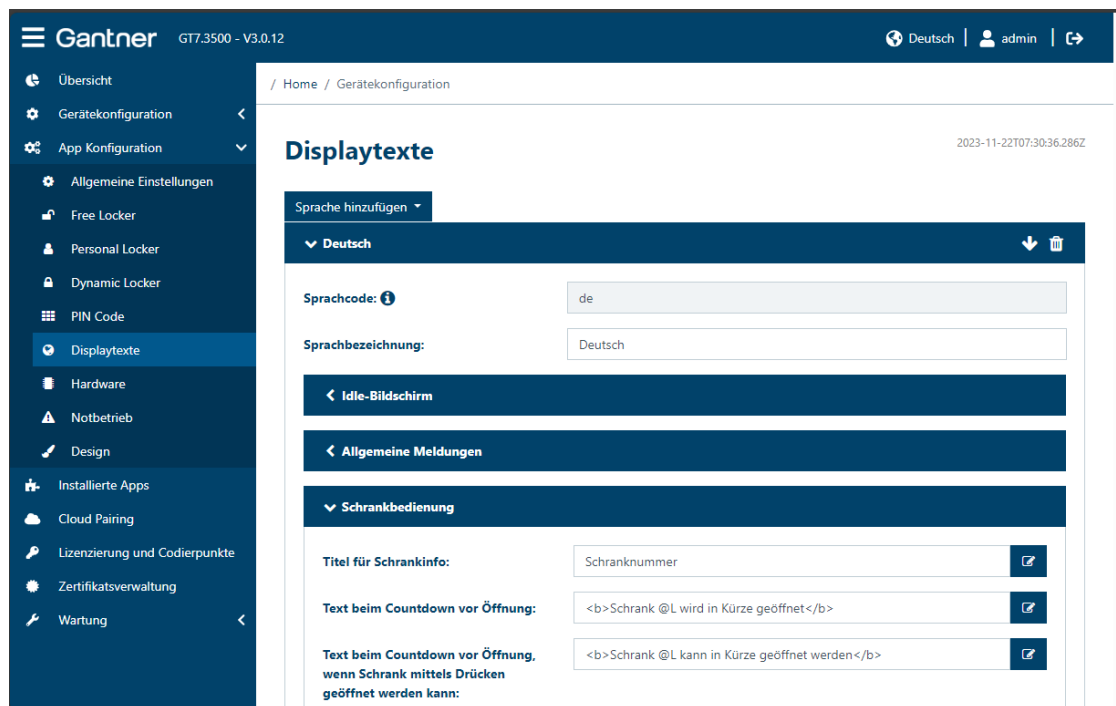 Gantner GT7.3500 - V3.0.12
Deutsch | admin |
Übersicht
Gerätekonfiguration
App Konfiguration
Allgemeine Einstellungen
Free Locker
Personal Locker
Dynamic Locker
PIN Code
Displaytexte
Hardware
Notbetrieb
Design
Installierte Apps
Cloud Pairing
Lizenzierung und Codierpunkte
Zertifikatsverwaltung
Wartung
/ Home / Gerätekonfiguration
Displaytexte
2023-11-22T07:30:36.286Z
Sprache hinzufügen
Deutsch
Sprachcode: de
Sprachbezeichnung: Deutsch
Idle-Bildschirm
Allgemeine Meldungen
Schrankbedienung
Titel für Schrankinfo: Schranknummer
Text beim Countdown vor Öffnung: <b>Schrank @L wird in Kürze geöffnet</b>
Text beim Countdown vor Öffnung, <b>Schrank @L kann in Kürze geöffnet werden</b>
wenn Schrank mittels Drücken
geöffnet werden kann: